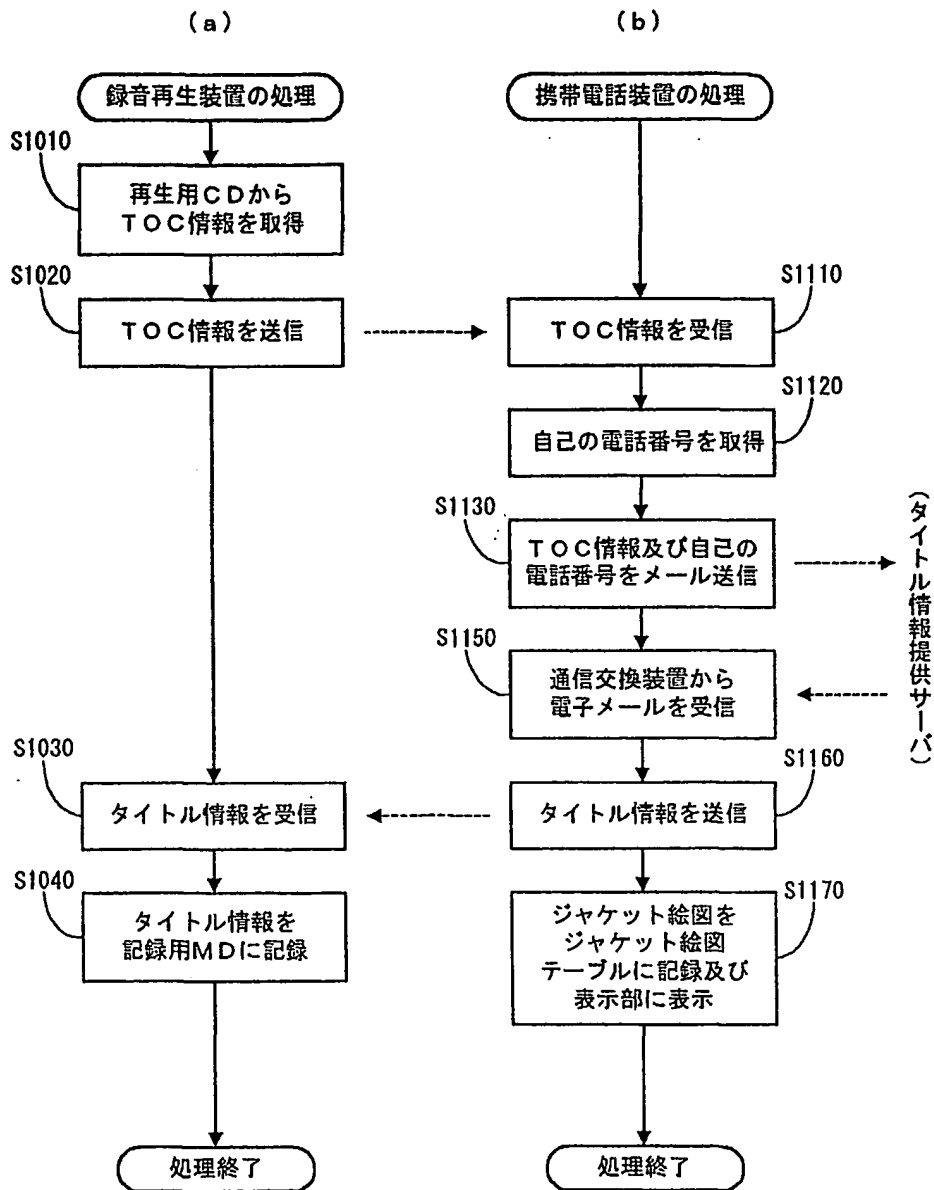 (a)
録音再生装置の処理
S1010
再生用CDから
TOC情報を取得
S1020
TOC情報を送信
S1030
タイトル情報を受信
S1040
タイトル情報を
記録用MDに記録
処理終了
(b)
携帯電話装置の処理
S1110
TOC情報を受信
S1120
自己の電話番号を取得
S1130
TOC情報及び自己の
電話番号をメール送信
(タイトル情報提供サーバ)
S1150
通信交換装置から
電子メールを受信
S1160
タイトル情報を送信
S1170
ジャケット絵図を
ジャケット絵図
テーブルに記録及び
表示部に表示
処理終了